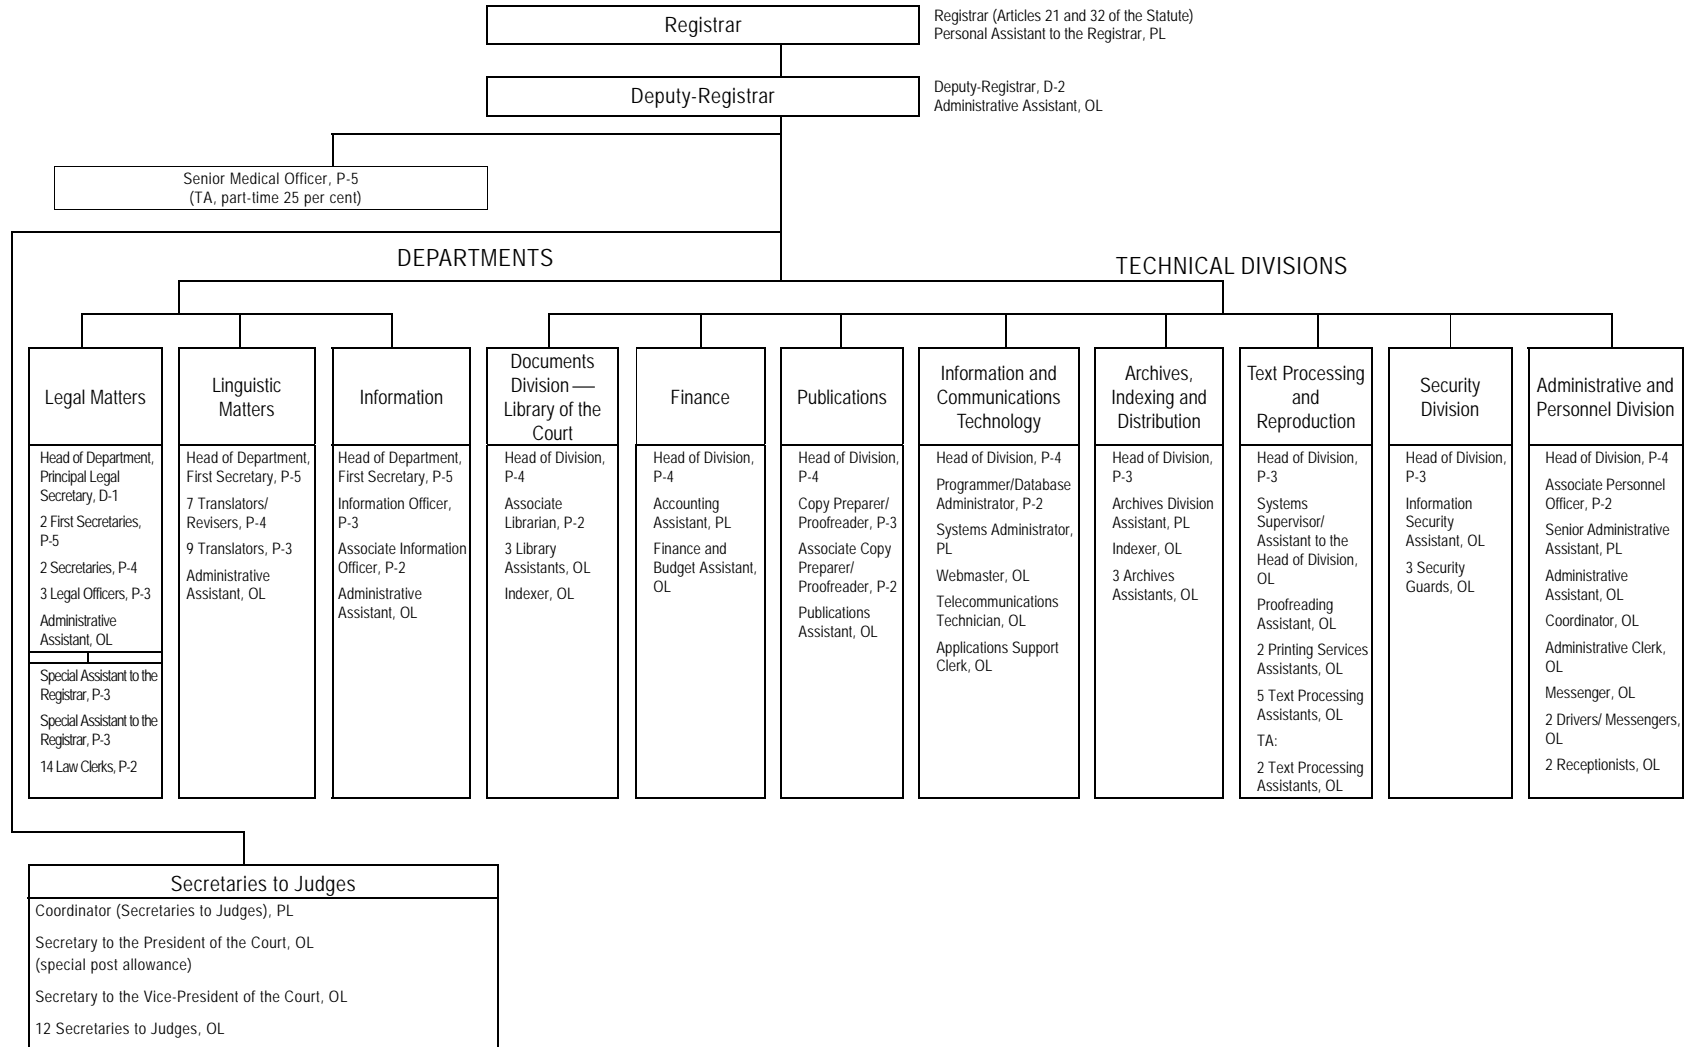 Registrar
Registrar (Articles 21 and 32 of the Statute)
Personal Assistant to the Registrar, PL
Deputy-Registrar
Deputy-Registrar, D-2
Administrative Assistant, OL
Senior Medical Officer, P-5
(TA, part-time 25 per cent)
DEPARTMENTS
TECHNICAL DIVISIONS
Legal Matters
Head of Department,
Principal Legal
Secretary, D-1
2 First Secretaries,
P-5
2 Secretaries, P-4
3 Legal Officers, P-3
Administrative
Assistant, OL
Special Assistant to the
Registrar, P-3
Special Assistant to the
Registrar, P-3
14 Law Clerks, P-2
Linguistic
Matters
Head of Department,
First Secretary, P-5
7 Translators/
Revisers, P-4
9 Translators, P-3
Administrative
Assistant, OL
Information
Head of Department,
First Secretary, P-5
Information Officer,
P-3
Associate Information
Officer, P-2
Administrative
Assistant, OL
Documents
Division —
Library of the
Court
Head of Division,
P-4
Associate
Librarian, P-2
3 Library
Assistants, OL
Indexer, OL
Finance
Head of Division,
P-4
Accounting
Assistant, PL
Finance and
Budget Assistant,
OL
Publications
Head of Division,
P-4
Copy Preparer/
Proofreader, P-3
Associate Copy
Preparer/
Proofreader, P-2
Publications
Assistant, OL
Information and
Communications
Technology
Head of Division, P-4
Programmer/Database
Administrator, P-2
Systems Administrator,
PL
Webmaster, OL
Telecommunications
Technician, OL
Applications Support
Clerk, OL
Archives,
Indexing and
Distribution
Head of Division,
P-3
Archives Division
Assistant, PL
Indexer, OL
3 Archives
Assistants, OL
Text Processing
and
Reproduction
Head of Division,
P-3
Systems
Supervisor/
Assistant to the
Head of Division,
OL
Proofreading
Assistant, OL
2 Printing Services
Assistants, OL
5 Text Processing
Assistants, OL
TA:
2 Text Processing
Assistants, OL
Security
Division
Head of Division,
P-3
Information
Security
Assistant, OL
3 Security
Guards, OL
Administrative and
Personnel Division
Head of Division, P-4
Associate Personnel
Officer, P-2
Senior Administrative
Assistant, PL
Administrative
Assistant, OL
Coordinator, OL
Administrative Clerk,
OL
Messenger, OL
2 Drivers/ Messengers,
OL
2 Receptionists, OL
Secretaries to Judges
Coordinator (Secretaries to Judges), PL
Secretary to the President of the Court, OL
(special post allowance)
Secretary to the Vice-President of the Court, OL
12 Secretaries to Judges, OL